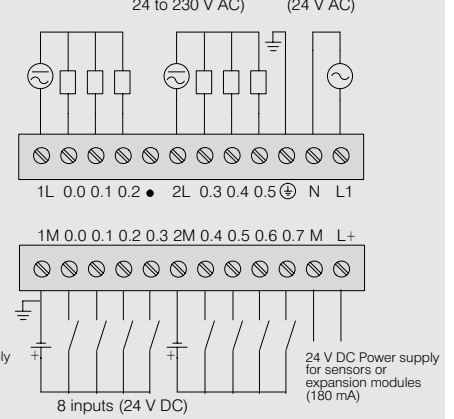 24 to 230 V AC)
(24 V AC)
1L 0.0 0.1 0.2 • 2L 0.3 0.4 0.5 N L1
1M 0.0 0.1 0.2 0.3 2M 0.4 0.5 0.6 0.7 M L+
+
+
24 V DC Power supply
for sensors or
expansion modules
(180 mA)
8 inputs (24 V DC)